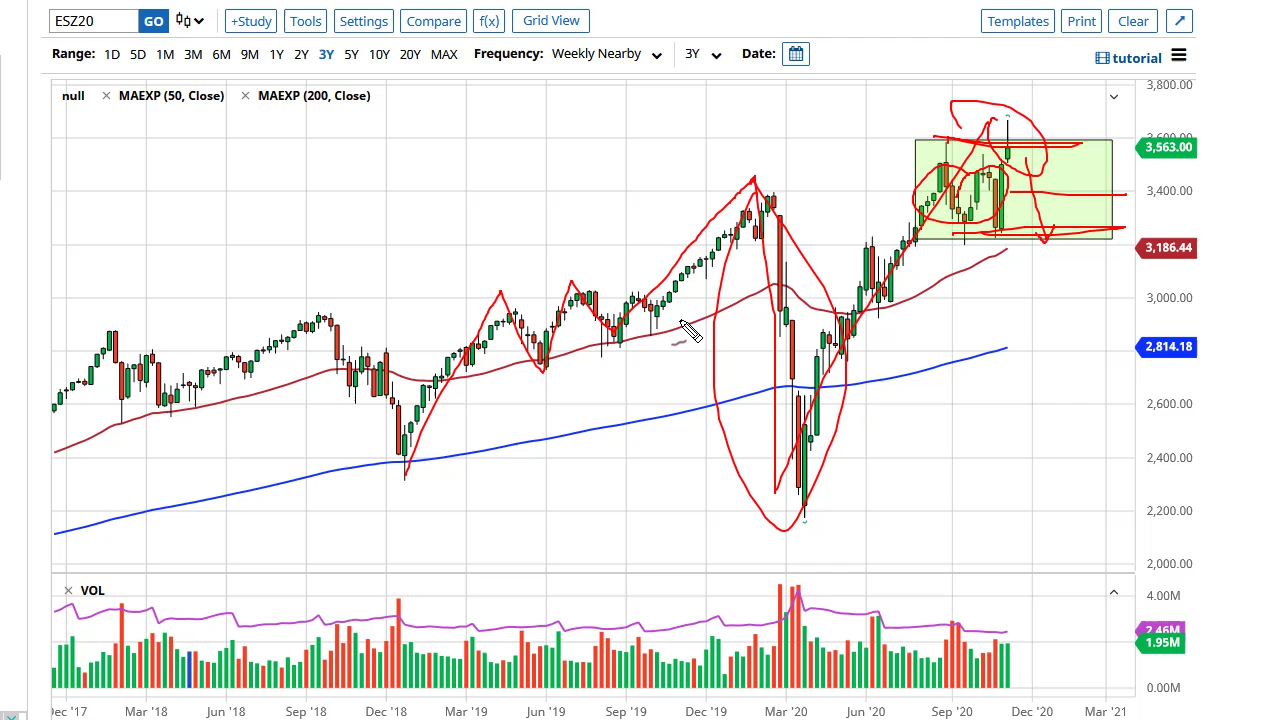 ESZ20 GO +Study Tools Settings Compare f(x) Grid View Templates Print Clear
Range: 1D 5D 1M 3M 6M 9M 1Y 2Y 3Y 5Y 10Y 20Y MAX Frequency: Weekly Nearby 3Y Date: tutorial
null × MAEXP (50, Close) × MAEXP (200, Close)
3,800.00
3,600.00
3,563.00
3,400.00
3,186.44
3,000.00
2,814.18
2,600.00
2,400.00
2,200.00
2,000.00
× VOL
4.00M
2.46M
1.95M
0.00M
Dec '17 Mar '18 Jun '18 Sep '18 Dec '18 Mar '19 Jun '19 Sep '19 Dec '19 Mar '20 Jun '20 Sep '20 Dec '20 Mar '21